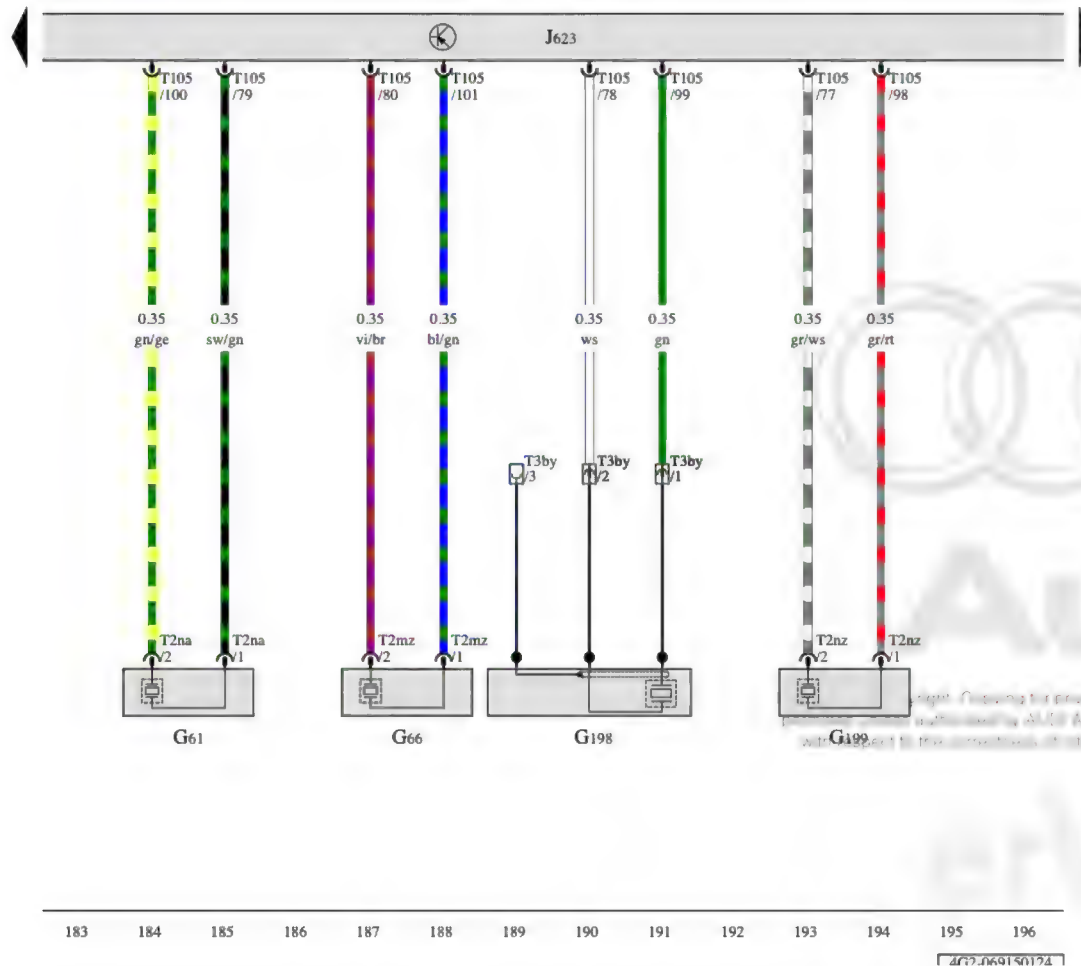 J623
T105 T105 T105 T105 T105 T105 T105 T105
/100 /79 /80 /101 /78 /99 /77 /98
0.35 0.35 0.35 0.35 0.35 0.35 0.35 0.35
gn/ge sw/gn vi/br bl/gn ws gn gr/ws gr/rt
T3by T3by T3by
/3 /2 /1
T2na T2na T2mz T2mz T2nz T2nz
/2 /1 /2 /1 /2 /1
G61 G66 G198 G199
183 184 185 186 187 188 189 190 191 192 193 194 195 196
4G2-069150124